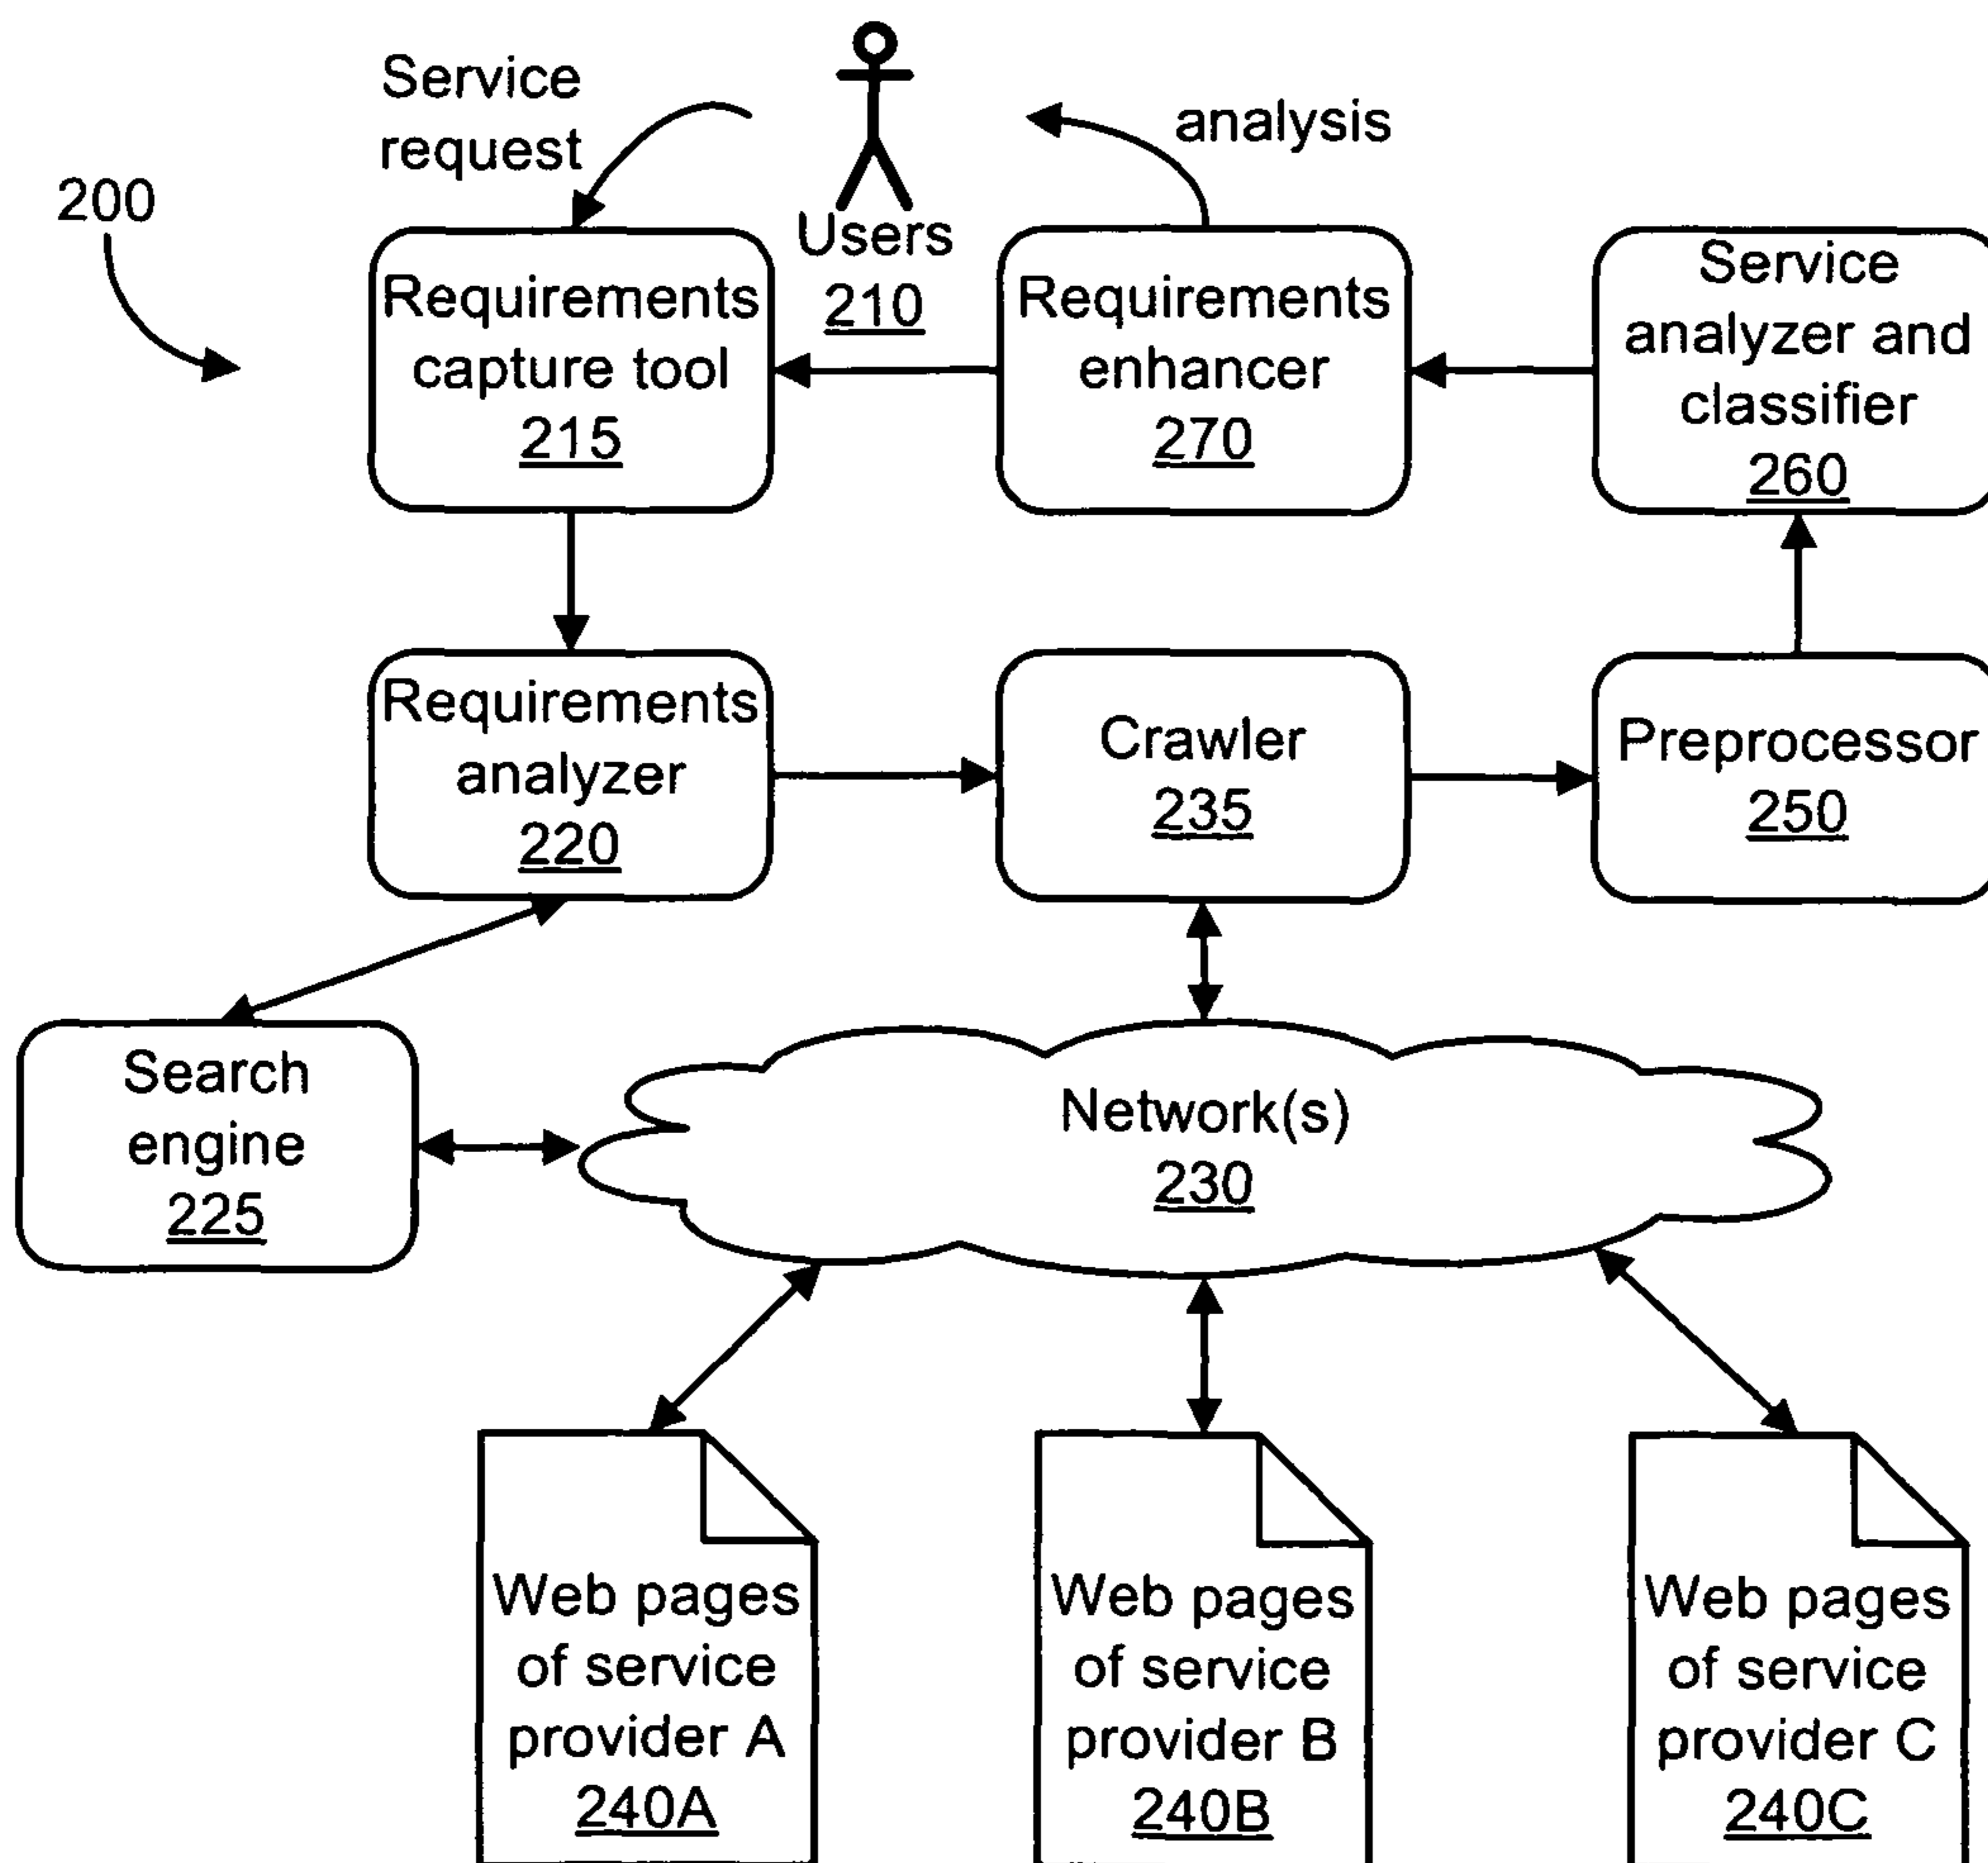 Service
request
analysis
200
Users
210
Requirements
capture tool
215
Requirements
enhancer
270
Service
analyzer and
classifier
260
Requirements
analyzer
220
Crawler
235
Preprocessor
250
Search
engine
225
Network(s)
230
Web pages
of service
provider A
240A
Web pages
of service
provider B
240B
Web pages
of service
provider C
240C